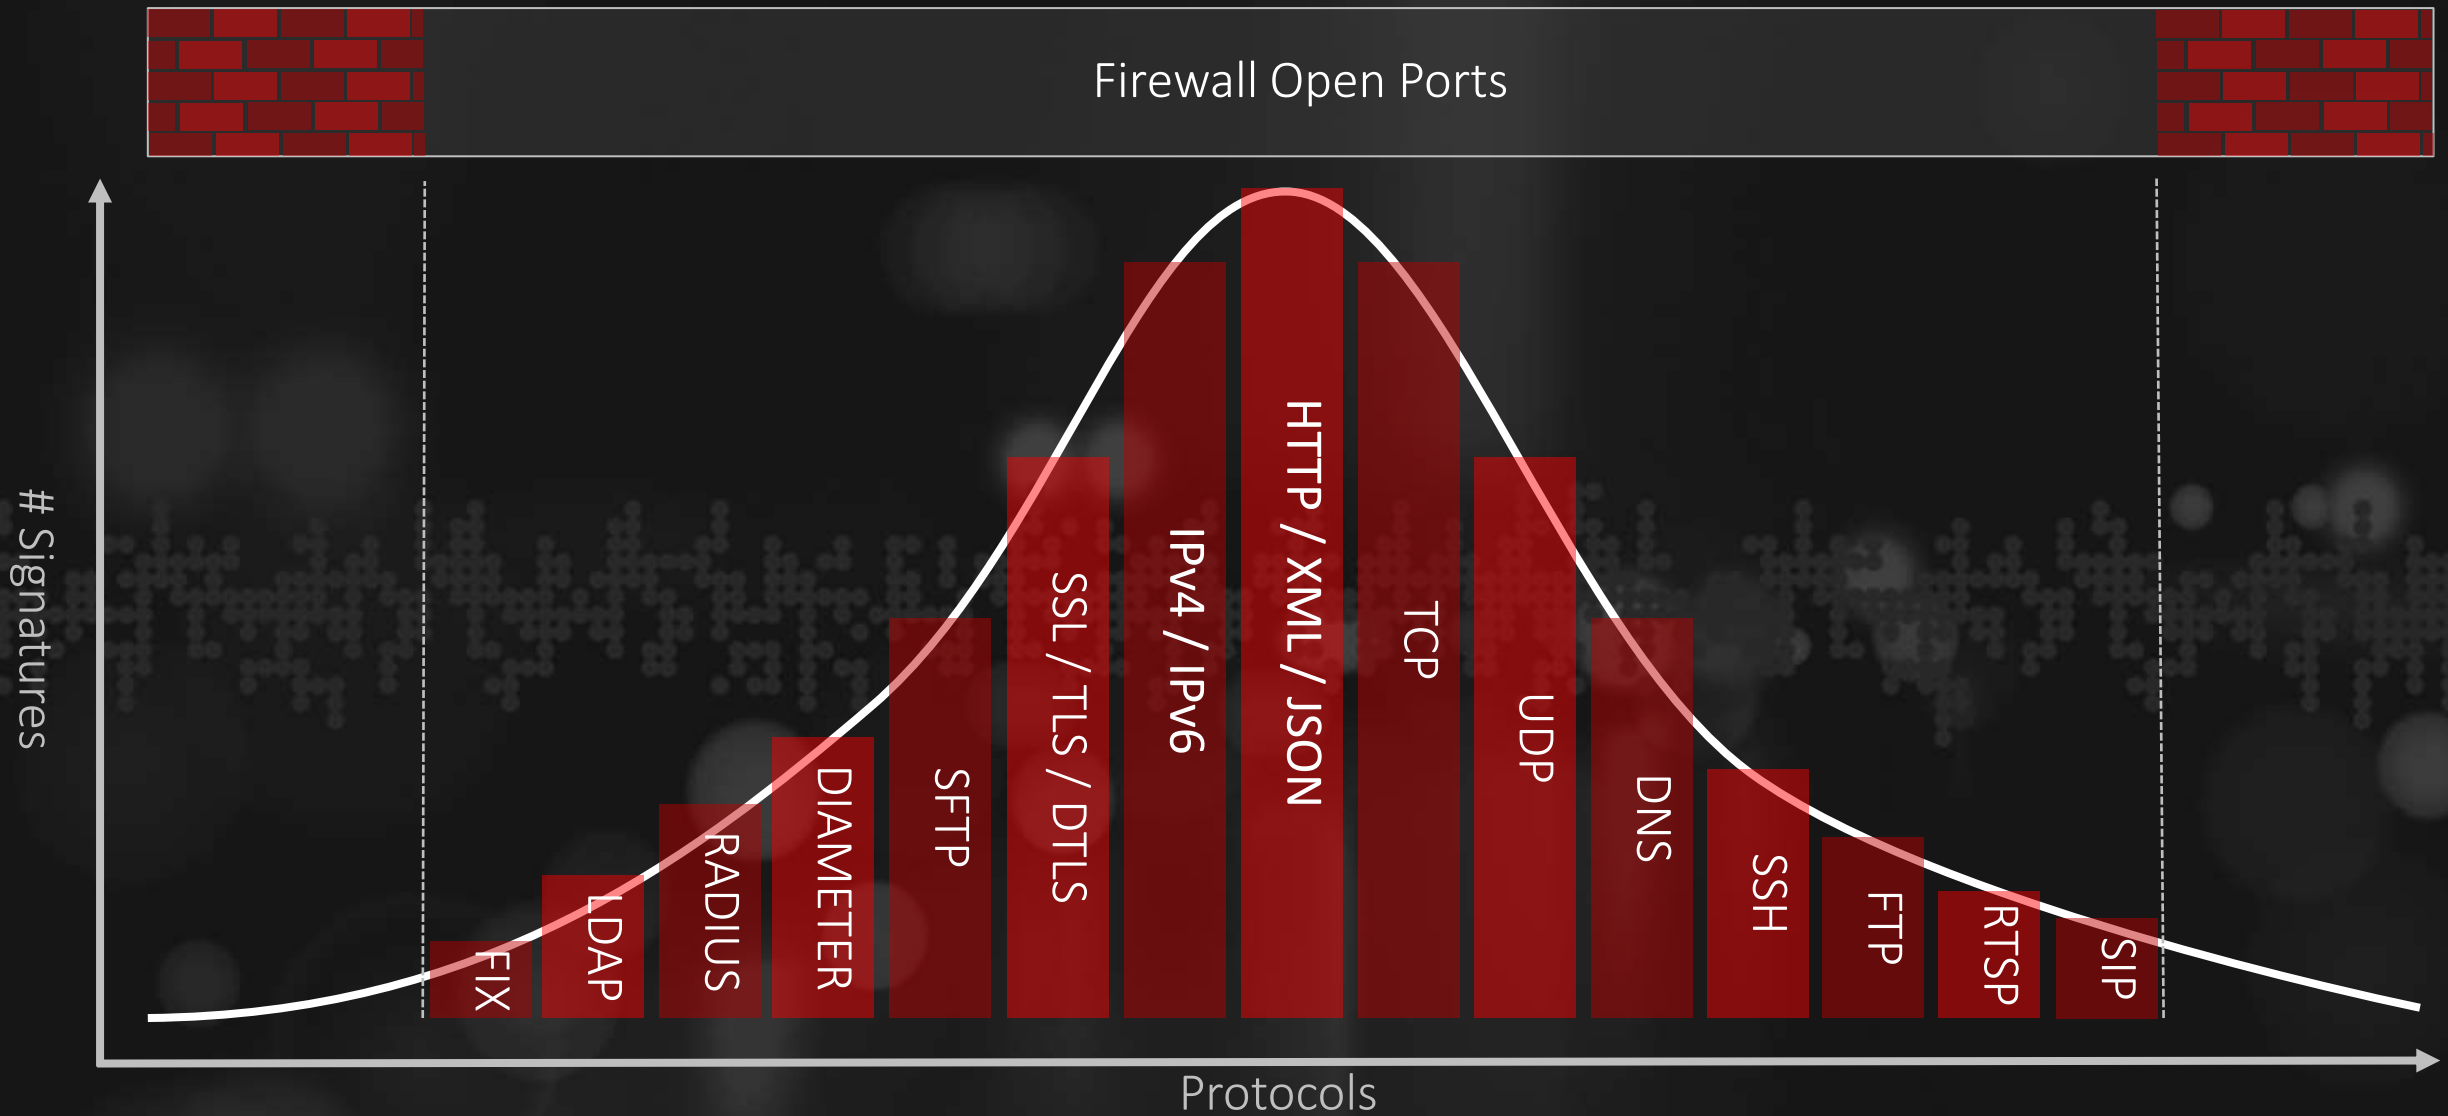 Firewall Open Ports
# Signatures
FIX
LDAP
RADIUS
DIAMETER
SFTP
SSL / TLS / DTLS
IPv4 / IPv6
HTTP / XML / JSON
TCP
UDP
DNS
SSH
FTP
RTSP
SIP
Protocols